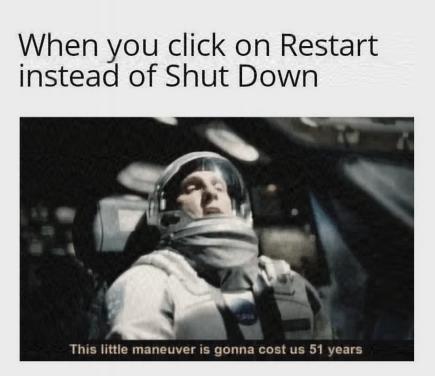 When you click on Restart
instead of Shut Down
This little maneuver is gonna cost us 51 years